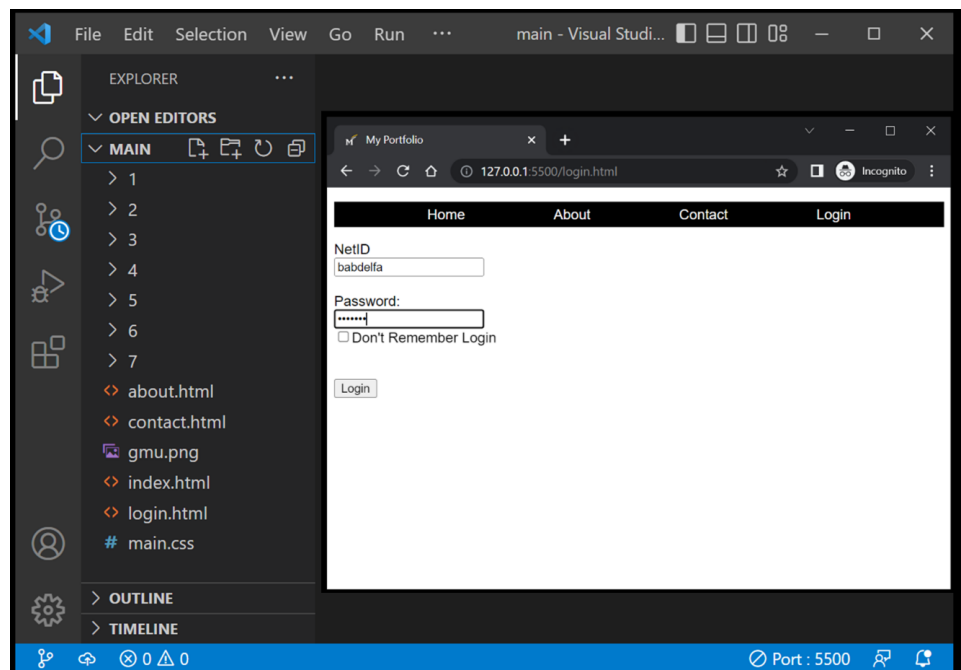 File Edit Selection View Go Run ··· main - Visual Studi...
EXPLORER ···
OPEN EDITORS
MAIN
1
2
3
4
5
6
7
about.html
contact.html
gmu.png
index.html
login.html
# main.css
OUTLINE
TIMELINE
0 0
Port : 5500
My Portfolio
127.0.0.1:5500/login.html
Incognito
Home About Contact Login
NetID
babdelfa
Password:
•••••••
Don't Remember Login
Login